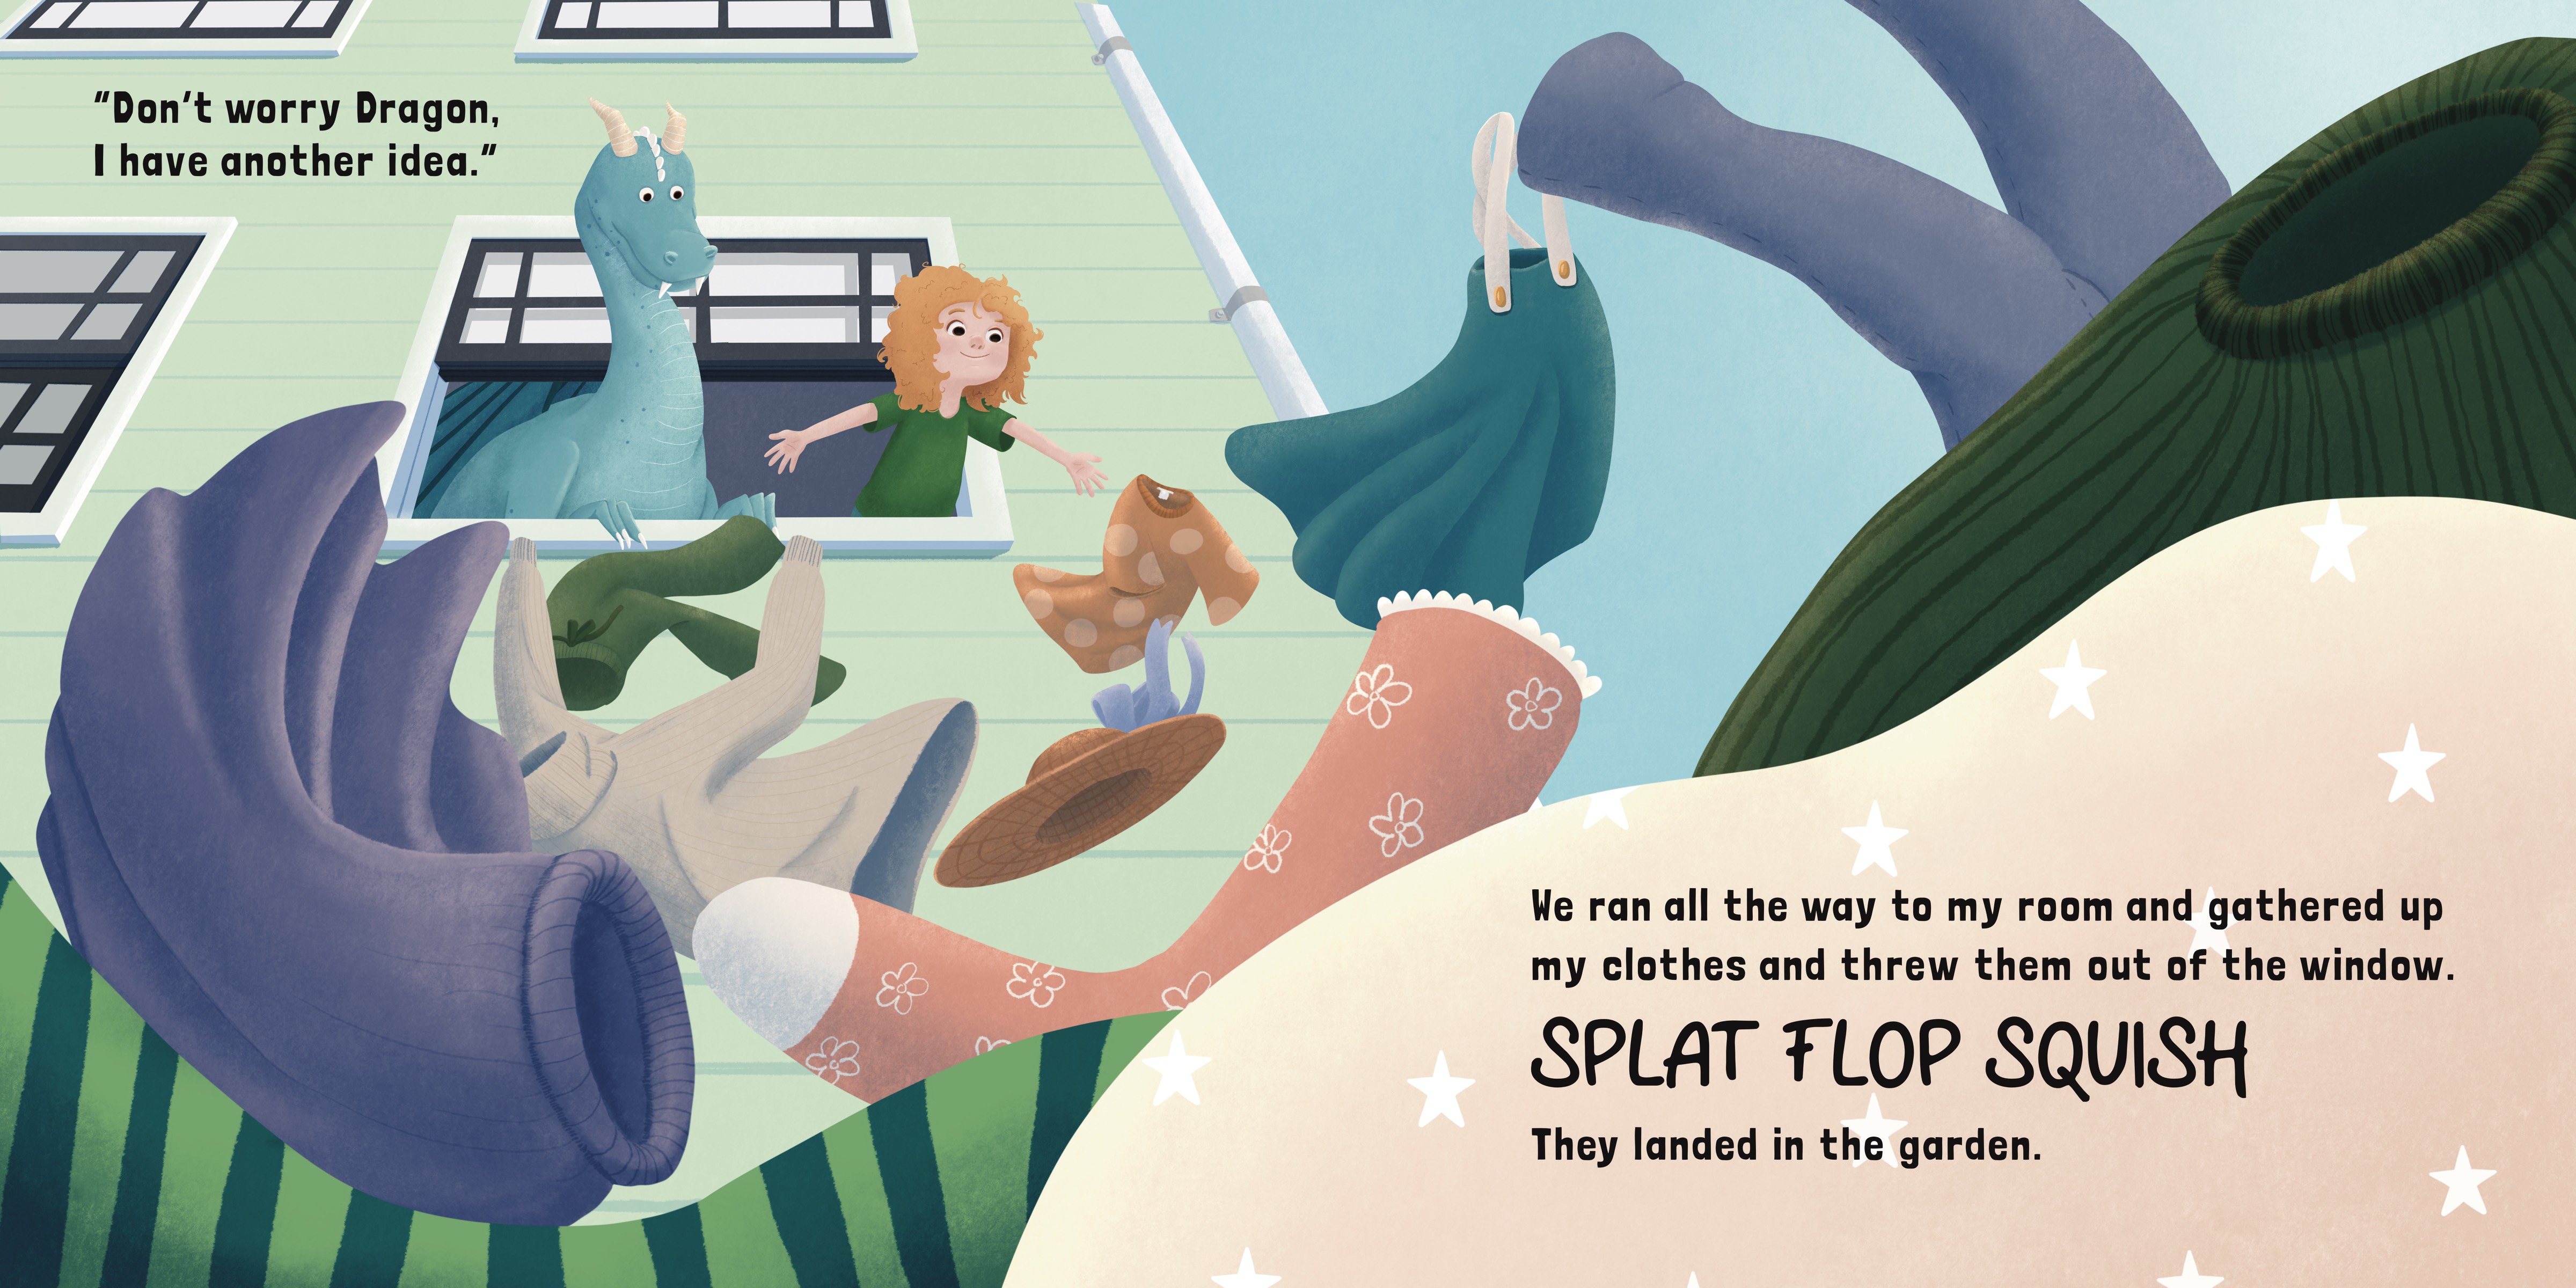 “Don’t worry Dragon,
I have another idea.”
We ran all the way to my room and gathered up
my clothes and threw them out of the window.
SPLAT FLOP SQUISH
They landed in the garden.